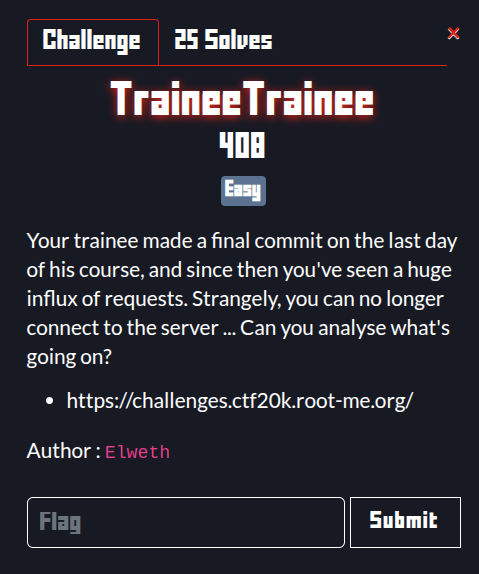 Challenge 25 Solves ×
TraineeTrainee
408
Easy
Your trainee made a final commit on the last day
of his course, and since then you've seen a huge
influx of requests. Strangely, you can no longer
connect to the server ... Can you analyse what's
going on?
• https://challenges.ctf20k.root-me.org/
Author : Elweth
Flag Submit